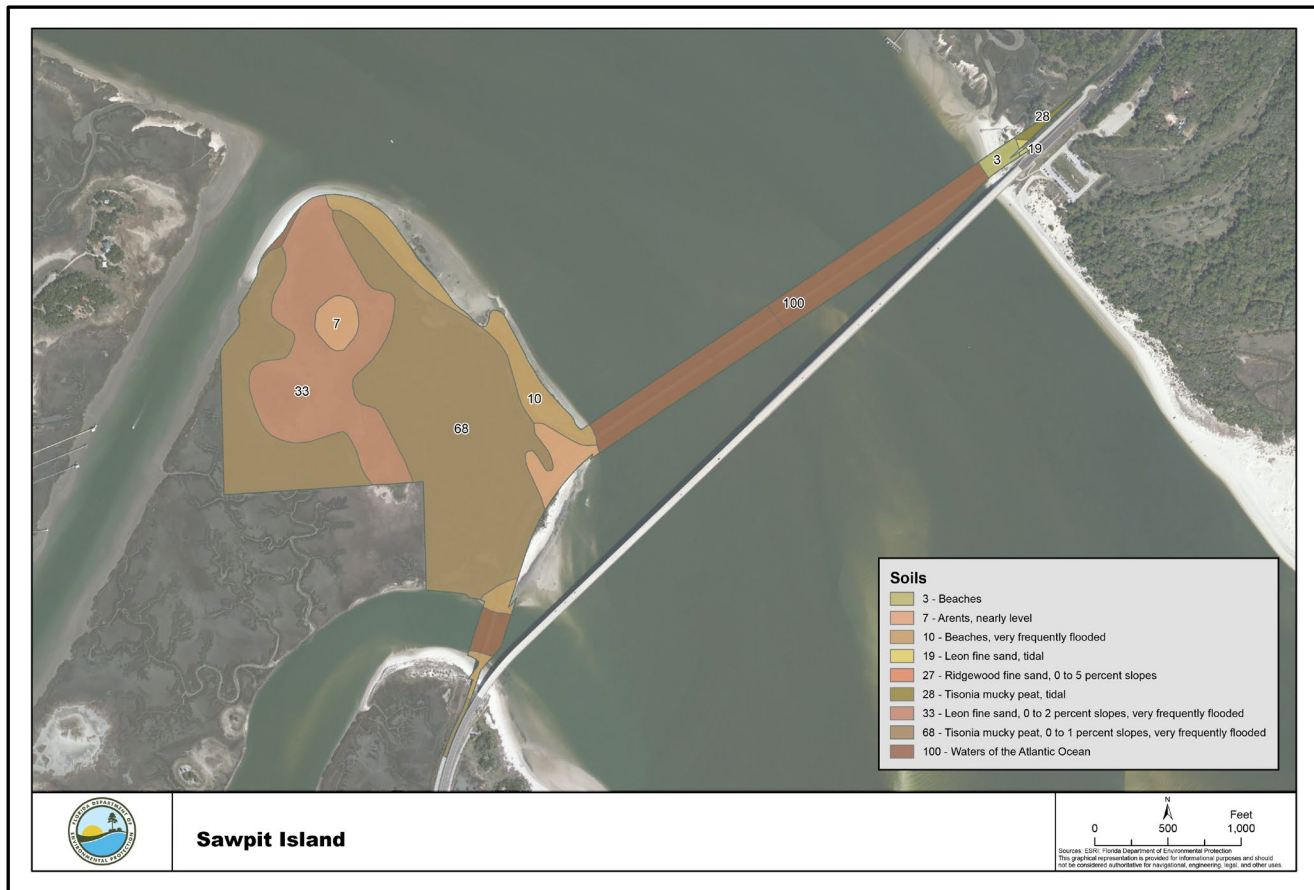 28
19
3
100
7
33
10
68
Soils
3 - Beaches
7 - Arents, nearly level
10 - Beaches, very frequently flooded
19 - Leon fine sand, tidal
27 - Ridgewood fine sand, 0 to 5 percent slopes
28 - Tisonia mucky peat, tidal
33 - Leon fine sand, 0 to 2 percent slopes, very frequently flooded
68 - Tisonia mucky peat, 0 to 1 percent slopes, very frequently flooded
100 - Waters of the Atlantic Ocean
FLORIDA DEPARTMENT OF
ENVIRONMENTAL PROTECTION
Sawpit Island
N
Feet
0 500 1,000
Sources: ESRI; Florida Department of Environmental Protection
This graphical representation is provided for informational purposes and should
not be considered authoritative for navigational, engineering, legal, and other uses.